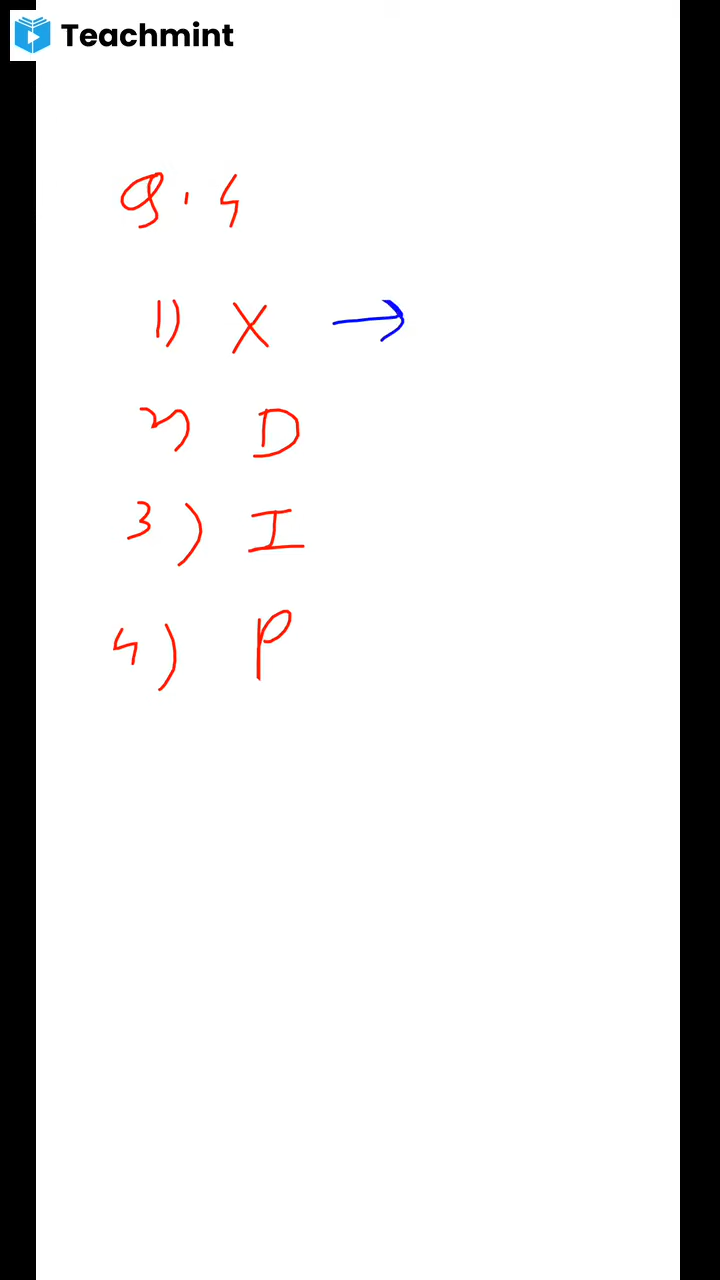 Teachmint
Q.4
1) X →
2) D
3) I
4) P